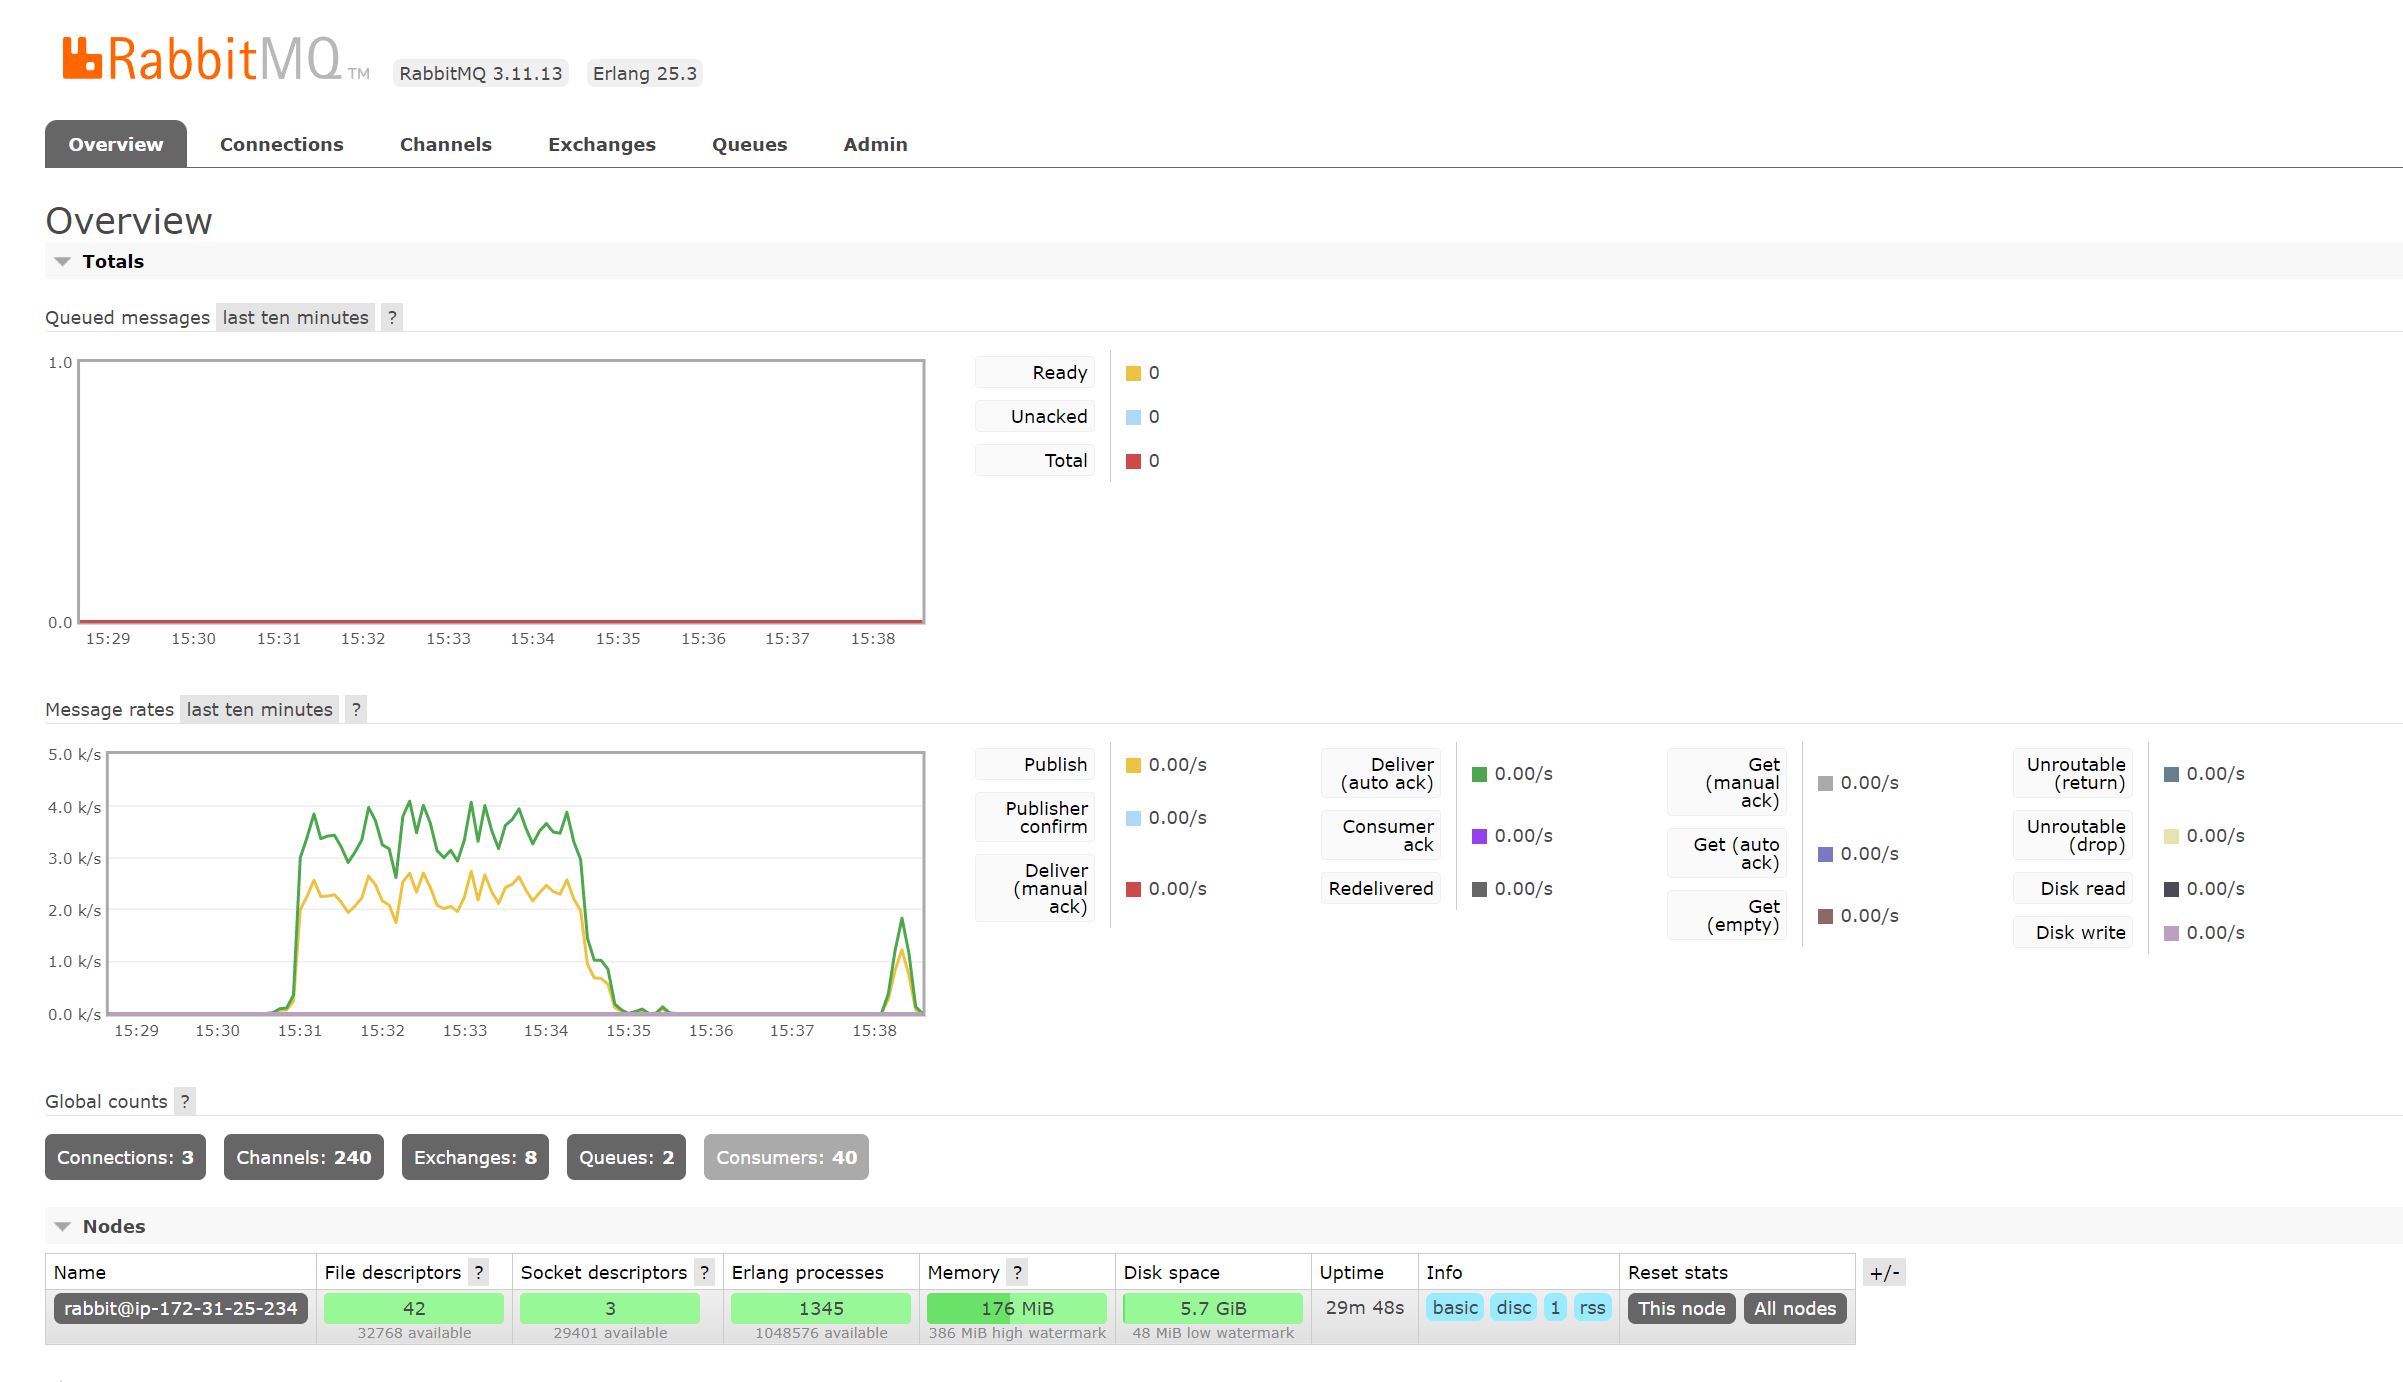 RabbitMQ TM RabbitMQ 3.11.13 Erlang 25.3
Overview Connections Channels Exchanges Queues Admin
Overview
Totals
Queued messages last ten minutes ?
1.0
0.0
15:29 15:30 15:31 15:32 15:33 15:34 15:35 15:36 15:37 15:38
Ready 0
Unacked 0
Total 0
Message rates last ten minutes ?
5.0 k/s
4.0 k/s
3.0 k/s
2.0 k/s
1.0 k/s
0.0 k/s
15:29 15:30 15:31 15:32 15:33 15:34 15:35 15:36 15:37 15:38
Publish 0.00/s
Publisher
confirm 0.00/s
Deliver
(manual 0.00/s
ack)
Deliver
(auto ack) 0.00/s
Consumer
ack 0.00/s
Redelivered 0.00/s
Get
(manual 0.00/s
ack)
Get (auto
ack) 0.00/s
Get
(empty) 0.00/s
Unroutable
(return) 0.00/s
Unroutable
(drop) 0.00/s
Disk read 0.00/s
Disk write 0.00/s
Global counts ?
Connections: 3 Channels: 240 Exchanges: 8 Queues: 2 Consumers: 40
Nodes
Name File descriptors ? Socket descriptors ? Erlang processes Memory ? Disk space Uptime Info Reset stats +/-
rabbit@ip-172-31-25-234 42 3 1345 176 MiB 5.7 GiB 29m 48s basic disc 1 rss This node All nodes
32768 available 29401 available 1048576 available 386 MiB high watermark 48 MiB low watermark